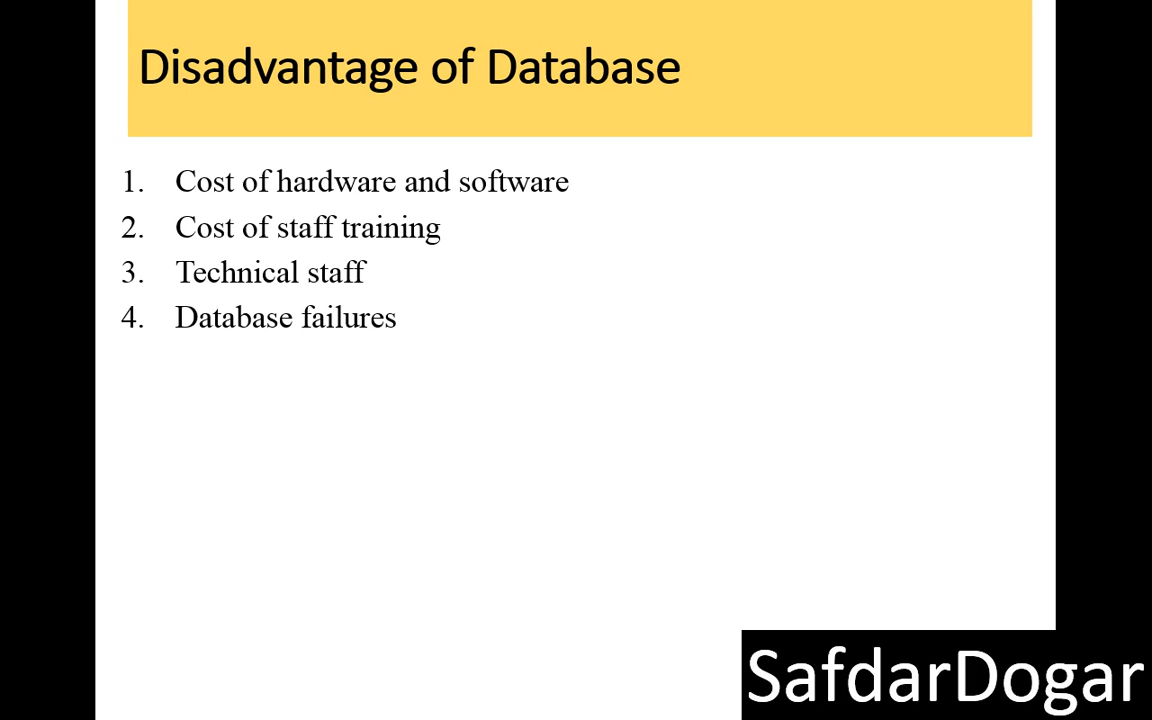 Disadvantage of Database
1. Cost of hardware and software
2. Cost of staff training
3. Technical staff
4. Database failures
SafdarDogar